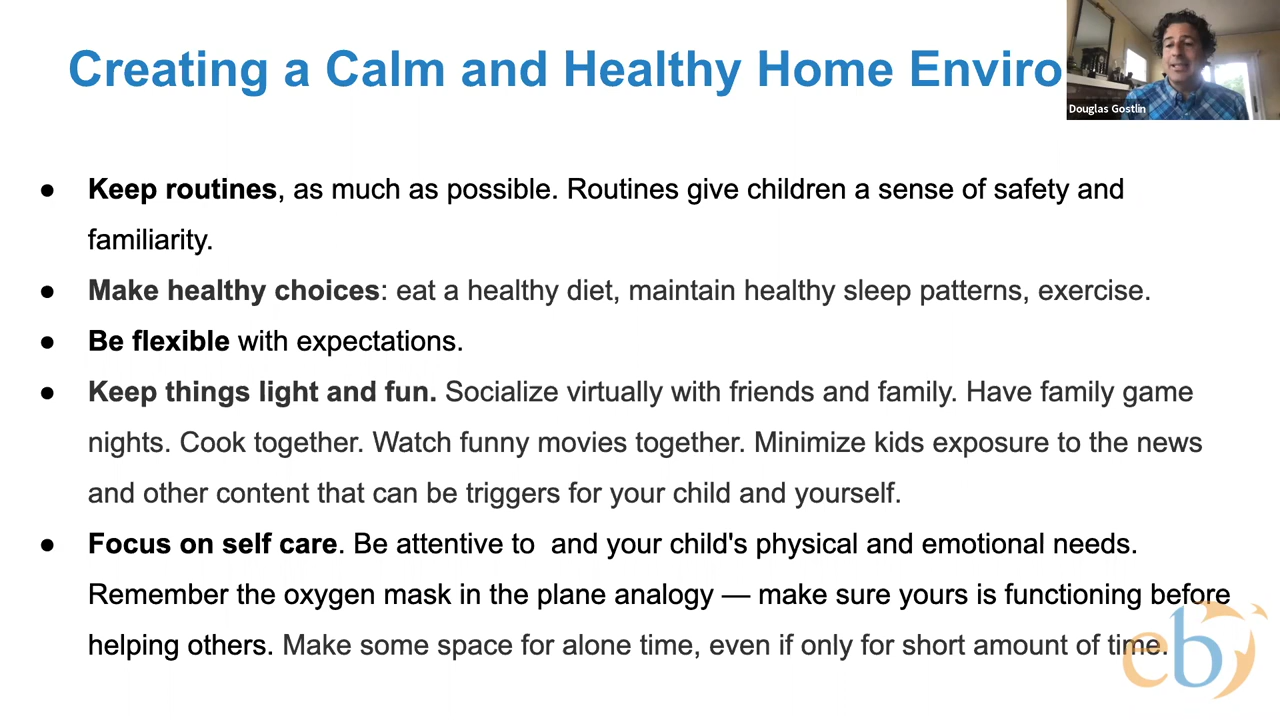 Creating a Calm and Healthy Home Enviro
Douglas Gostlin
● Keep routines, as much as possible. Routines give children a sense of safety and
familiarity.
● Make healthy choices: eat a healthy diet, maintain healthy sleep patterns, exercise.
● Be flexible with expectations.
● Keep things light and fun. Socialize virtually with friends and family. Have family game
nights. Cook together. Watch funny movies together. Minimize kids exposure to the news
and other content that can be triggers for your child and yourself.
● Focus on self care. Be attentive to  and your child's physical and emotional needs.
Remember the oxygen mask in the plane analogy — make sure yours is functioning before
helping others. Make some space for alone time, even if only for short amount of time.
eb